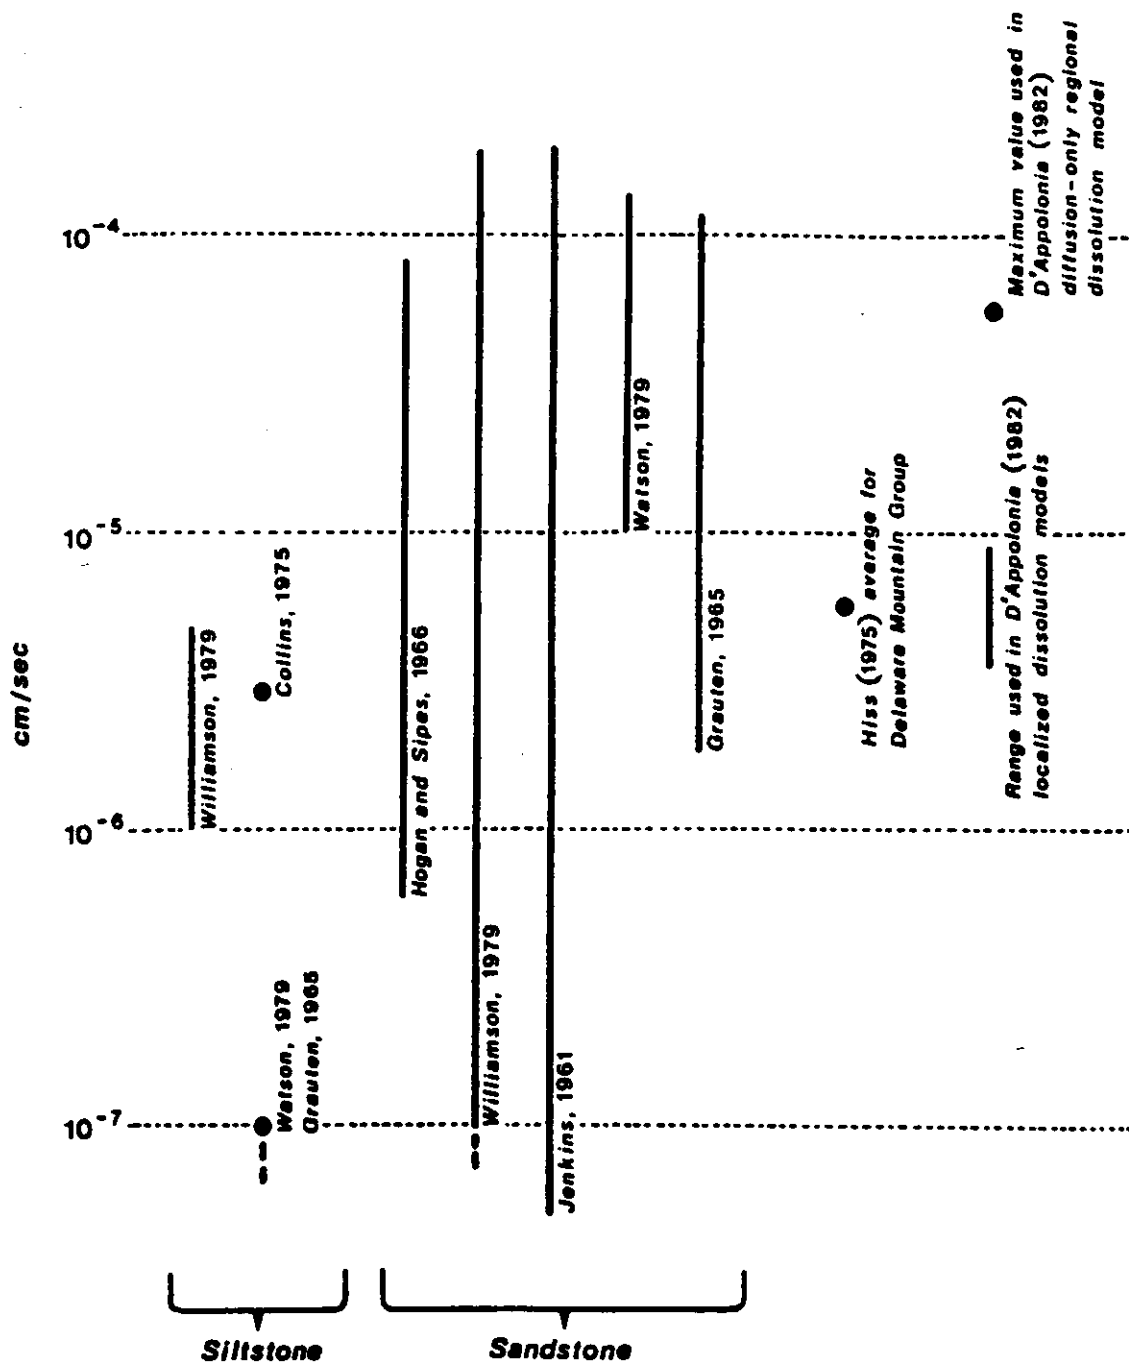 cm/sec
10⁻⁴
10⁻⁵
10⁻⁶
10⁻⁷
Williamson, 1979
Collins, 1975
Watson, 1979
Grauten, 1965
Hogan and Sipes, 1966
Williamson, 1979
Jenkins, 1961
Watson, 1979
Grauten, 1965
Hiss (1975) average for
Delaware Mountain Group
Range used in D'Appolonia (1982)
localized dissolution models
Maximum value used in
D'Appolonia (1982)
diffusion-only regional
dissolution model
Siltstone
Sandstone